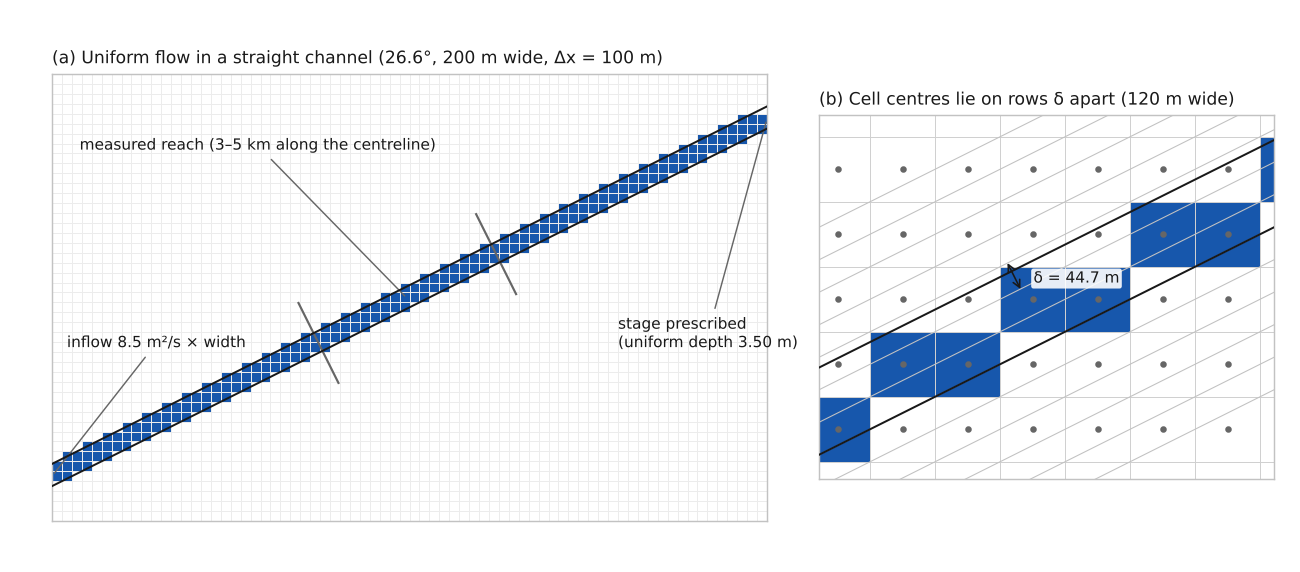 (a) Uniform flow in a straight channel (26.6°, 200 m wide, Δx = 100 m)
measured reach (3–5 km along the centreline)
inflow 8.5 m²/s × width
stage prescribed
(uniform depth 3.50 m)
(b) Cell centres lie on rows δ apart (120 m wide)
δ = 44.7 m